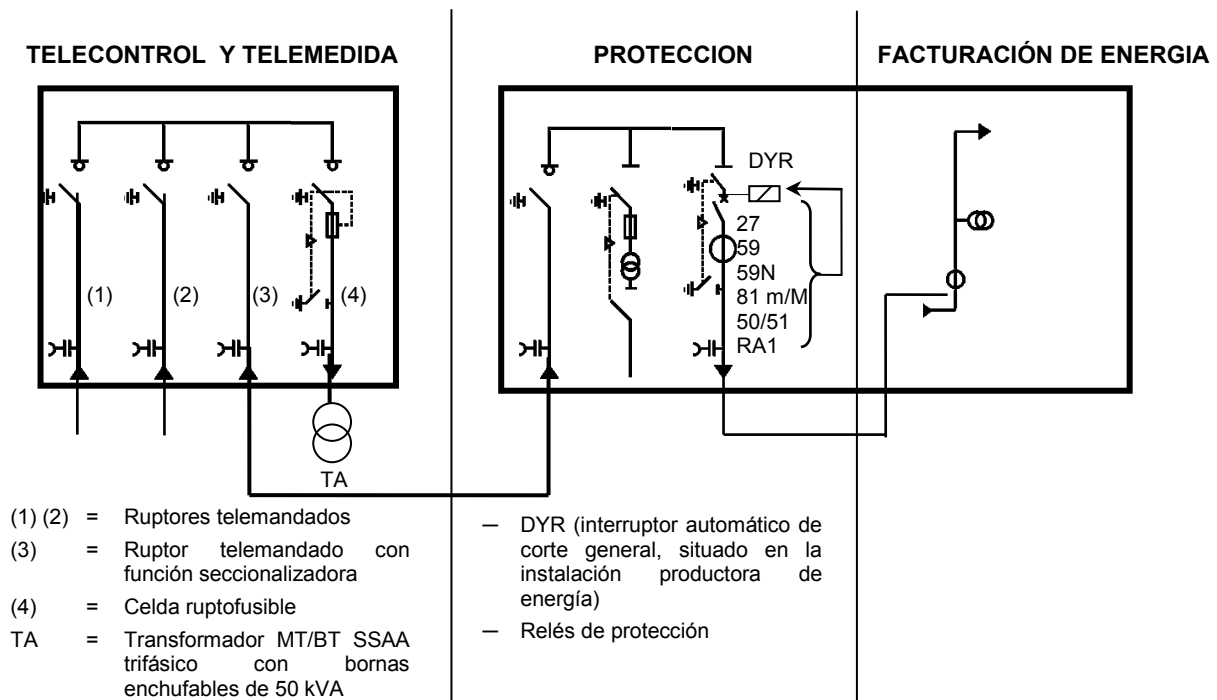 TELECONTROL Y TELEMEDIDA
PROTECCION
FACTURACIÓN DE ENERGIA
(1)
(2)
(3)
(4)
TA
DYR
27
59
59N
81 m/M
50/51
RA1
(1) (2) = Ruptores telemandados
(3) = Ruptor telemandado con
función seccionalizadora
(4) = Celda ruptofusible
TA = Transformador MT/BT SSAA
trifásico con bornas
enchufables de 50 kVA
— DYR (interruptor automático de
corte general, situado en la
instalación productora de
energía)
— Relés de protección